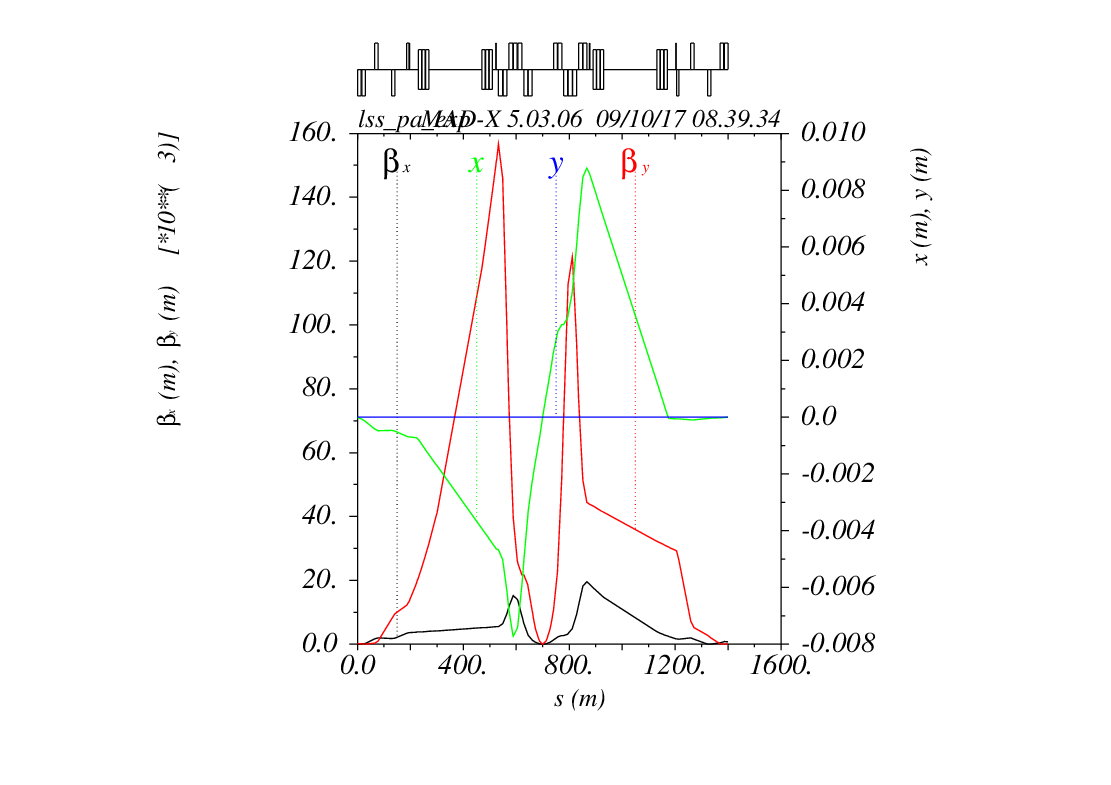 lss_pa_exp MAD-X 5.03.06 09/10/17 08.39.34
βx (m), βy (m) [*10**( 3)]
160.
140.
120.
100.
80.
60.
40.
20.
0.0
βx
x
y
βy
0.010
0.008
0.006
0.004
0.002
0.0
-0.002
-0.004
-0.006
-0.008
x (m), y (m)
0.0 400. 800. 1200. 1600.
s (m)